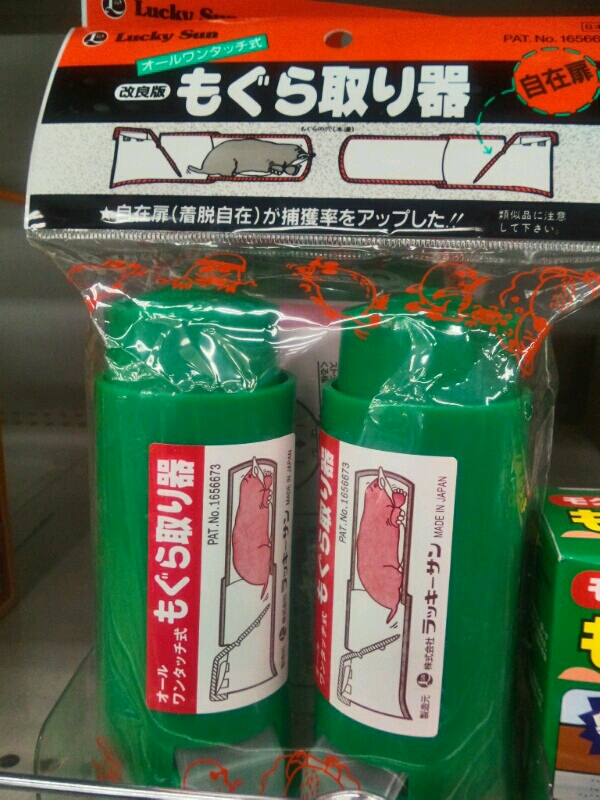 Lucky Sun
Lucky Sun
PAT. No. 16566
オールワンタッチ式
改良版 もぐら取り器
自在扉
★自在扉(着脱自在)が捕獲率をアップした!!
類似品に注意
して下さい。
オール
ワンタッチ式 もぐら取り器
PAT.No.1656673
株式会社 ラッキーサン MADE IN JAPAN
ワンタッチ式 もぐら取り器
PAT.No.1656673
製造元 株式会社 ラッキーサン MADE IN JAPAN